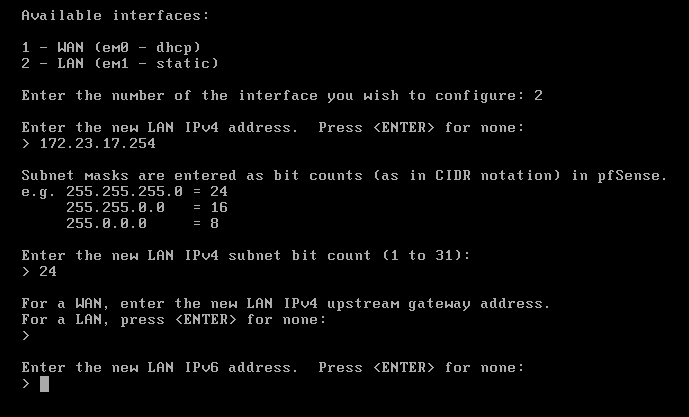 Available interfaces:
1 - WAN (em0 - dhcp)
2 - LAN (em1 - static)
Enter the number of the interface you wish to configure: 2
Enter the new LAN IPv4 address.  Press <ENTER> for none:
> 172.23.17.254
Subnet masks are entered as bit counts (as in CIDR notation) in pfSense.
e.g. 255.255.255.0 = 24
     255.255.0.0   = 16
     255.0.0.0     = 8
Enter the new LAN IPv4 subnet bit count (1 to 31):
> 24
For a WAN, enter the new LAN IPv4 upstream gateway address.
For a LAN, press <ENTER> for none:
>
Enter the new LAN IPv6 address.  Press <ENTER> for none:
>